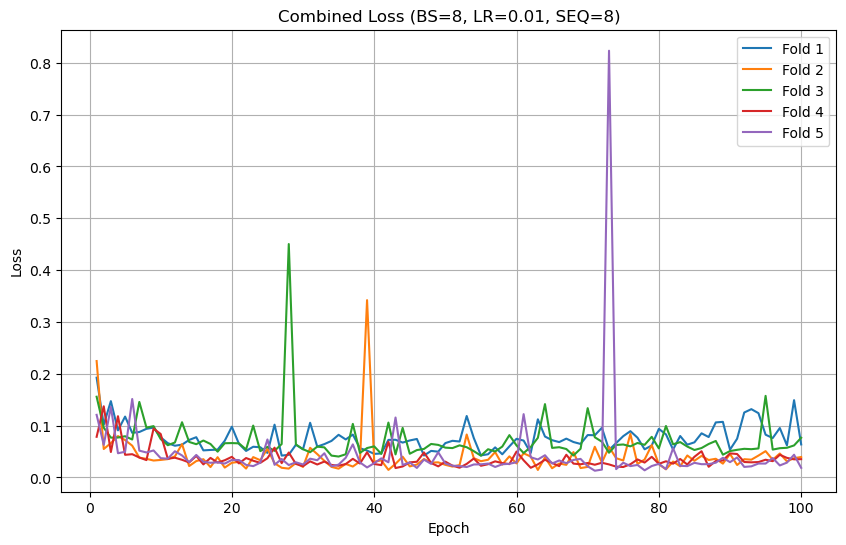 Combined Loss (BS=8, LR=0.01, SEQ=8)
Fold 1
Fold 2
Fold 3
Fold 4
Fold 5
0.8
0.7
0.6
0.5
0.4
0.3
0.2
0.1
0.0
Loss
0 20 40 60 80 100
Epoch